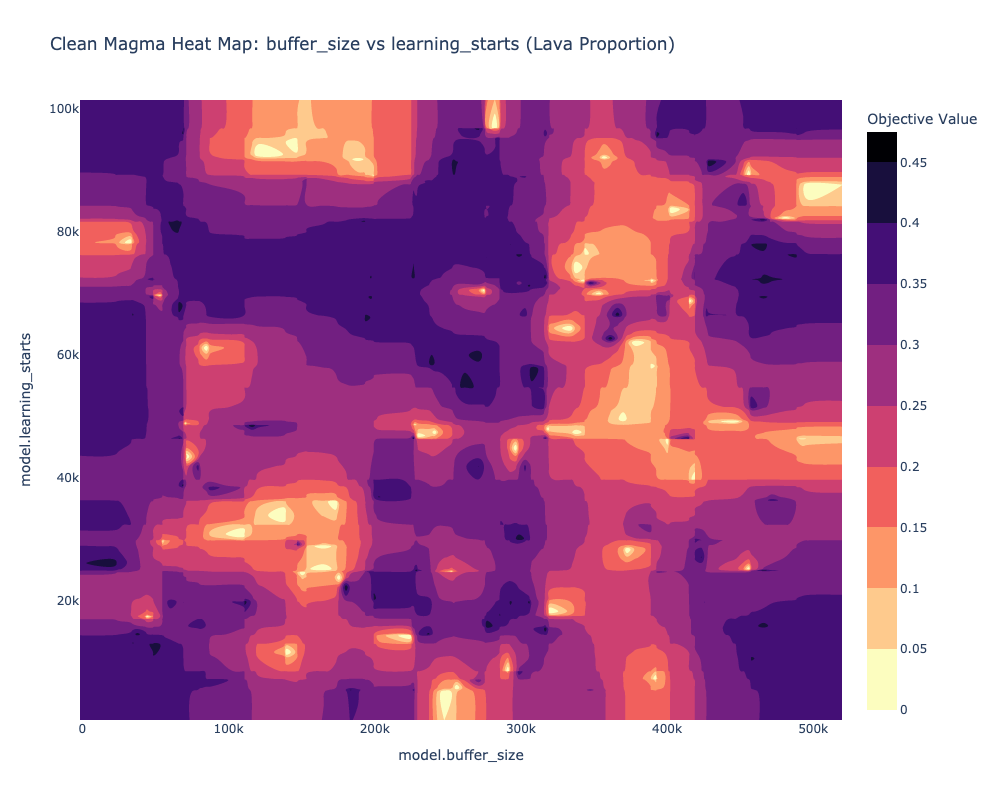 Clean Magma Heat Map: buffer_size vs learning_starts (Lava Proportion)
Objective Value
100k
80k
60k
40k
20k
model.learning_starts
0
100k
200k
300k
400k
500k
model.buffer_size
0.45
0.4
0.35
0.3
0.25
0.2
0.15
0.1
0.05
0